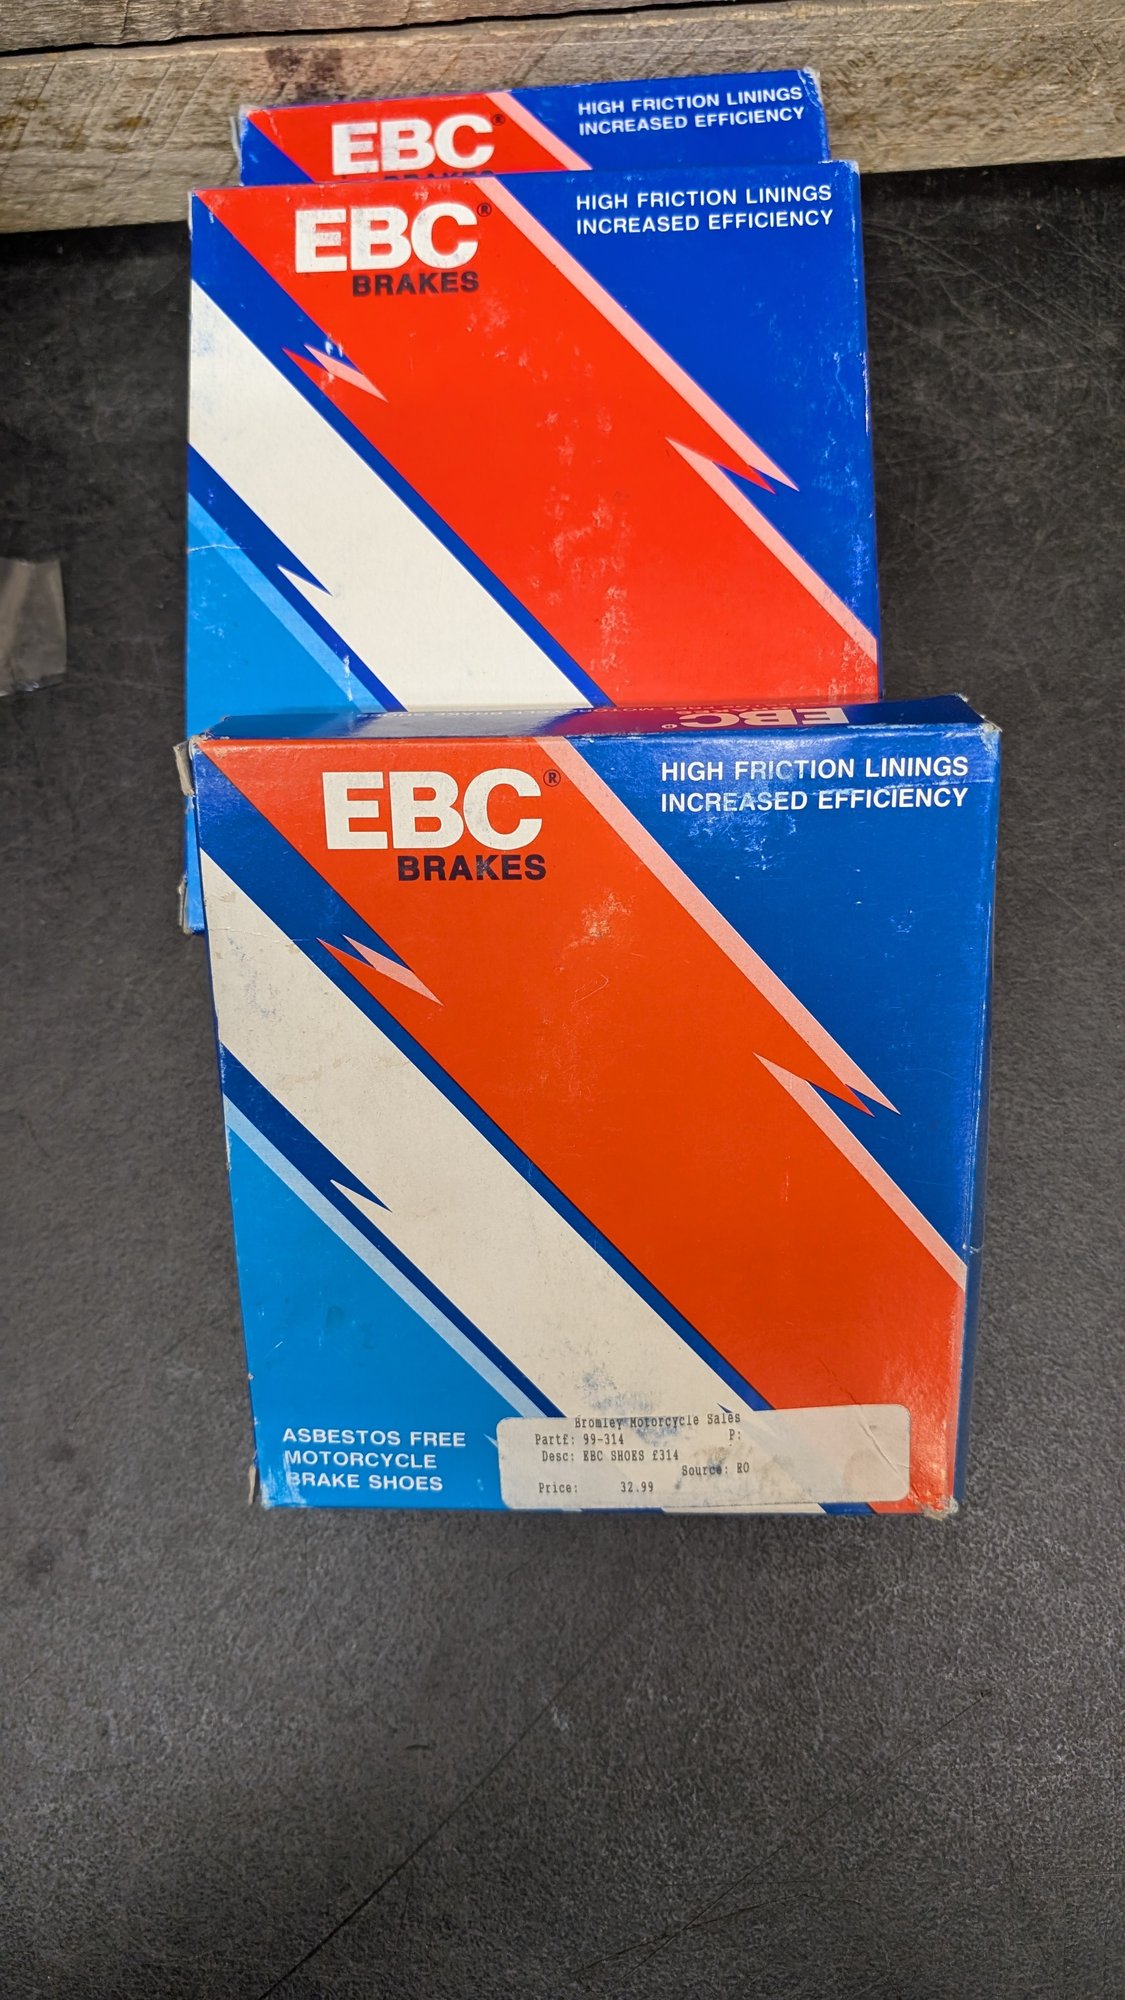 EBC®
HIGH FRICTION LININGS
INCREASED EFFICIENCY
EBC®
BRAKES
HIGH FRICTION LININGS
INCREASED EFFICIENCY
EBC®
EBC®
BRAKES
HIGH FRICTION LININGS
INCREASED EFFICIENCY
ASBESTOS FREE
MOTORCYCLE
BRAKE SHOES
Bromley Motorcycle Sales
Part£: 99-314 P:
Desc: EBC SHOES £314
Source: RO
Price: 32.99